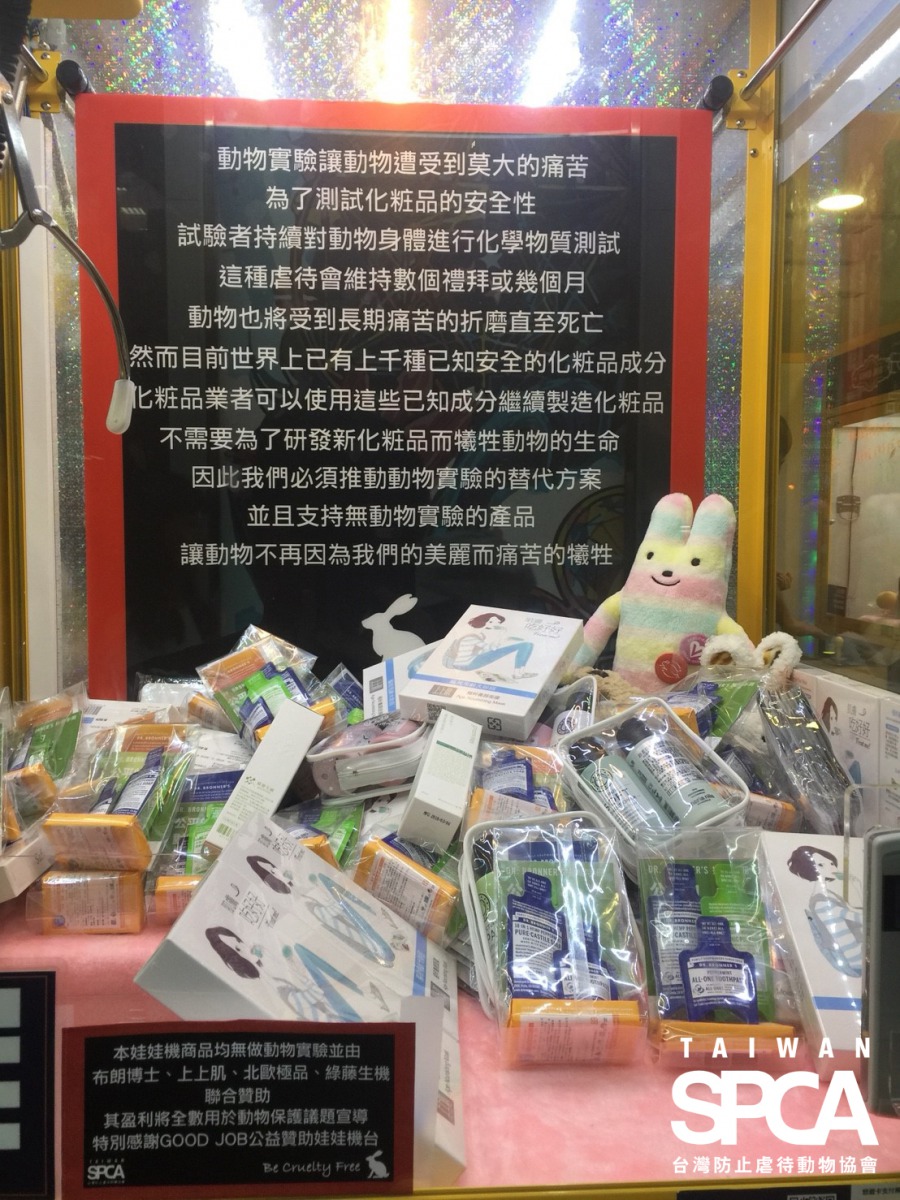 動物實驗讓動物遭受到莫大的痛苦
為了測試化粧品的安全性
試驗者持續對動物身體進行化學物質測試
這種虐待會維持數個禮拜或幾個月
動物也將受到長期痛苦的折磨直至死亡
然而目前世界上已有上千種已知安全的化粧品成分
化粧品業者可以使用這些已知成分繼續製造化粧品
不需要為了研發新化粧品而犧牲動物的生命
因此我們必須推動動物實驗的替代方案
並且支持無動物實驗的產品
讓動物不再因為我們的美麗而痛苦的犧牲
DR. BRONNER'S
PURE-CASTILE
DR. BRONNER'S
ALL-ONE TOOTHPAS
本娃娃機商品均無做動物實驗並由
布朗博士、上上肌、北歐極品、綠藤生機
聯合贊助
其盈利將全數用於動物保護議題宣導
特別感謝GOOD JOB公益贊助娃娃機台
TAIWAN
SPCA
Be Cruelty Free
TAIWAN
SPCA
台灣防止虐待動物協會